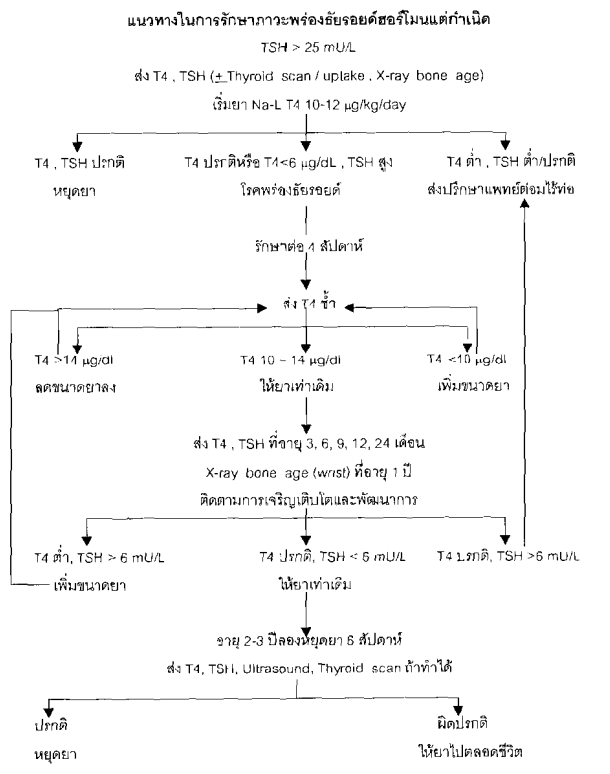 แนวทางในการรักษาภาวะพร่องธัยรอยด์ฮอร์โมนแต่กำเนิด
TSH > 25 mU/L
ส่ง T4 , TSH (± Thyroid scan / uptake , X-ray bone age)
เริ่มยา Na-L T4 10-12 µg/kg/day
T4 , TSH ปรกติ
หยุดยา
T4 ปรกติหรือ T4<6 µg/dL , TSH สูง
โรคพร่องธัยรอยด์
T4 ต่ำ , TSH ต่ำ/ปรกติ
ส่งปรึกษาแพทย์ต่อมไร้ท่อ
รักษาต่อ 4 สัปดาห์
ส่ง T4 ซ้ำ
T4 >14 µg/dl
ลดขนาดยาลง
T4 10 – 14 µg/dl
ให้ยาเท่าเดิม
T4 <10 µg/dl
เพิ่มขนาดยา
ส่ง T4 , TSH ที่อายุ 3, 6, 9, 12, 24 เดือน
X-ray bone age (wrist) ที่อายุ 1 ปี
ติดตามการเจริญเติบโตและพัฒนาการ
T4 ต่ำ, TSH > 6 mU/L
เพิ่มขนาดยา
T4 ปรกติ, TSH < 6 mU/L
ให้ยาเท่าเดิม
T4 ปรกติ, TSH >6 mU/L
อายุ 2-3 ปีลองหยุดยา 6 สัปดาห์
ส่ง T4, TSH, Ultrasound, Thyroid scan ถ้าทำได้
ปรกติ
หยุดยา
ผิดปรกติ
ให้ยาไปตลอดชีวิต